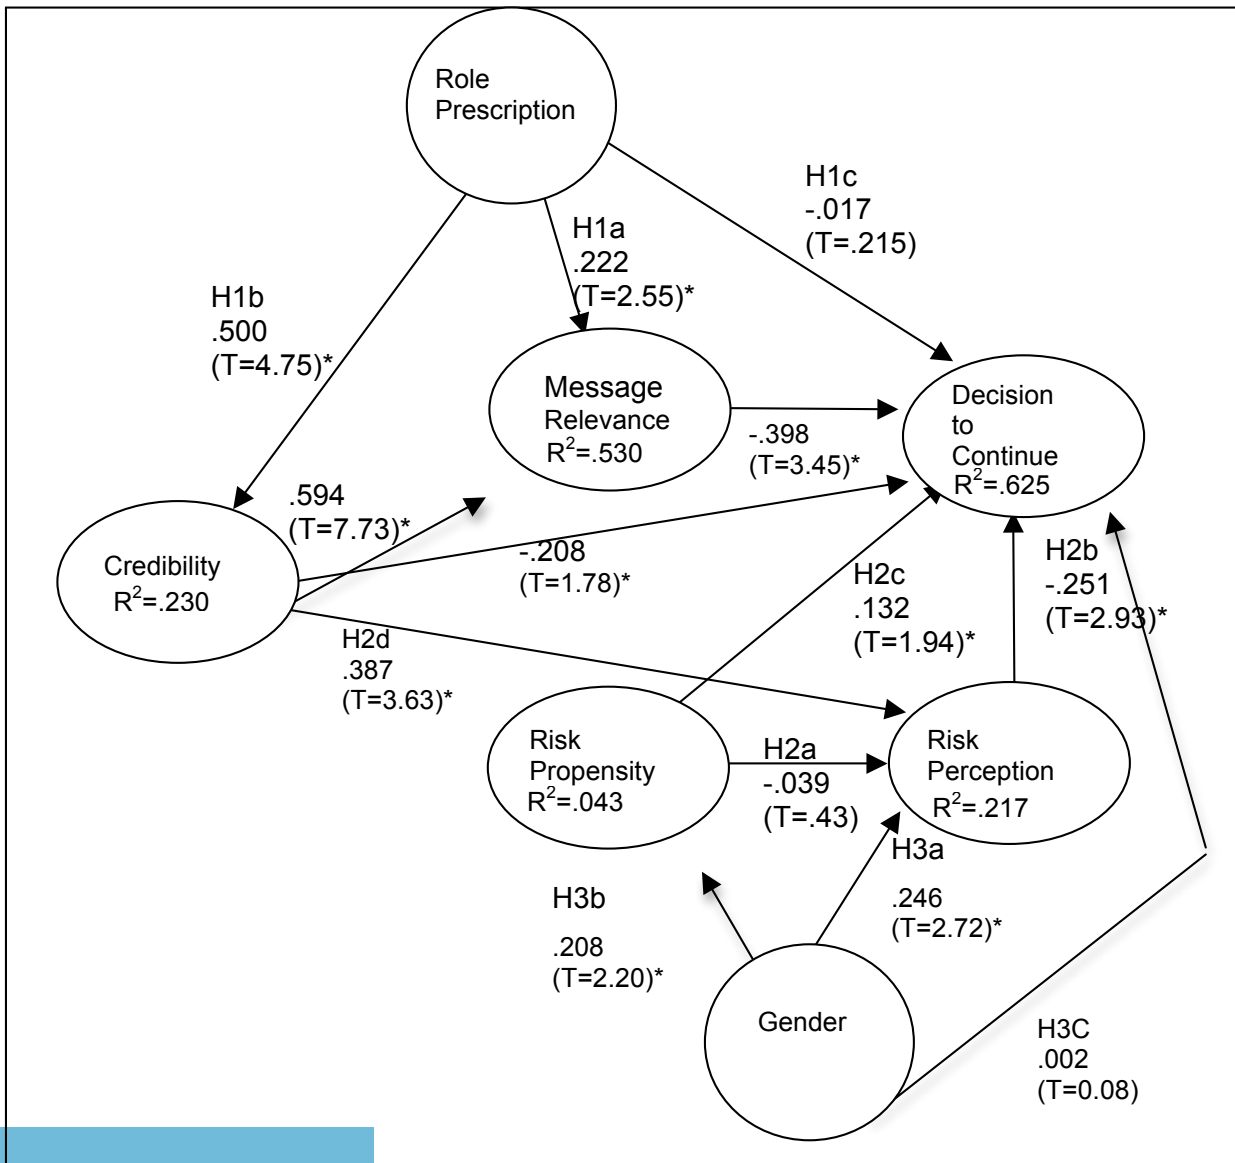 Role
Prescription
H1c
-.017
(T=.215)
H1a
.222
(T=2.55)*
H1b
.500
(T=4.75)*
Message
Relevance
R²=.530
Decision
to
Continue
R²=.625
-.398
(T=3.45)*
.594
(T=7.73)*
Credibility
R²=.230
-.208
(T=1.78)*
H2c
.132
(T=1.94)*
H2b
-.251
(T=2.93)*
H2d
.387
(T=3.63)*
Risk
Propensity
R²=.043
H2a
-.039
(T=.43)
Risk
Perception
R²=.217
H3a
.246
(T=2.72)*
H3b
.208
(T=2.20)*
Gender
H3C
.002
(T=0.08)